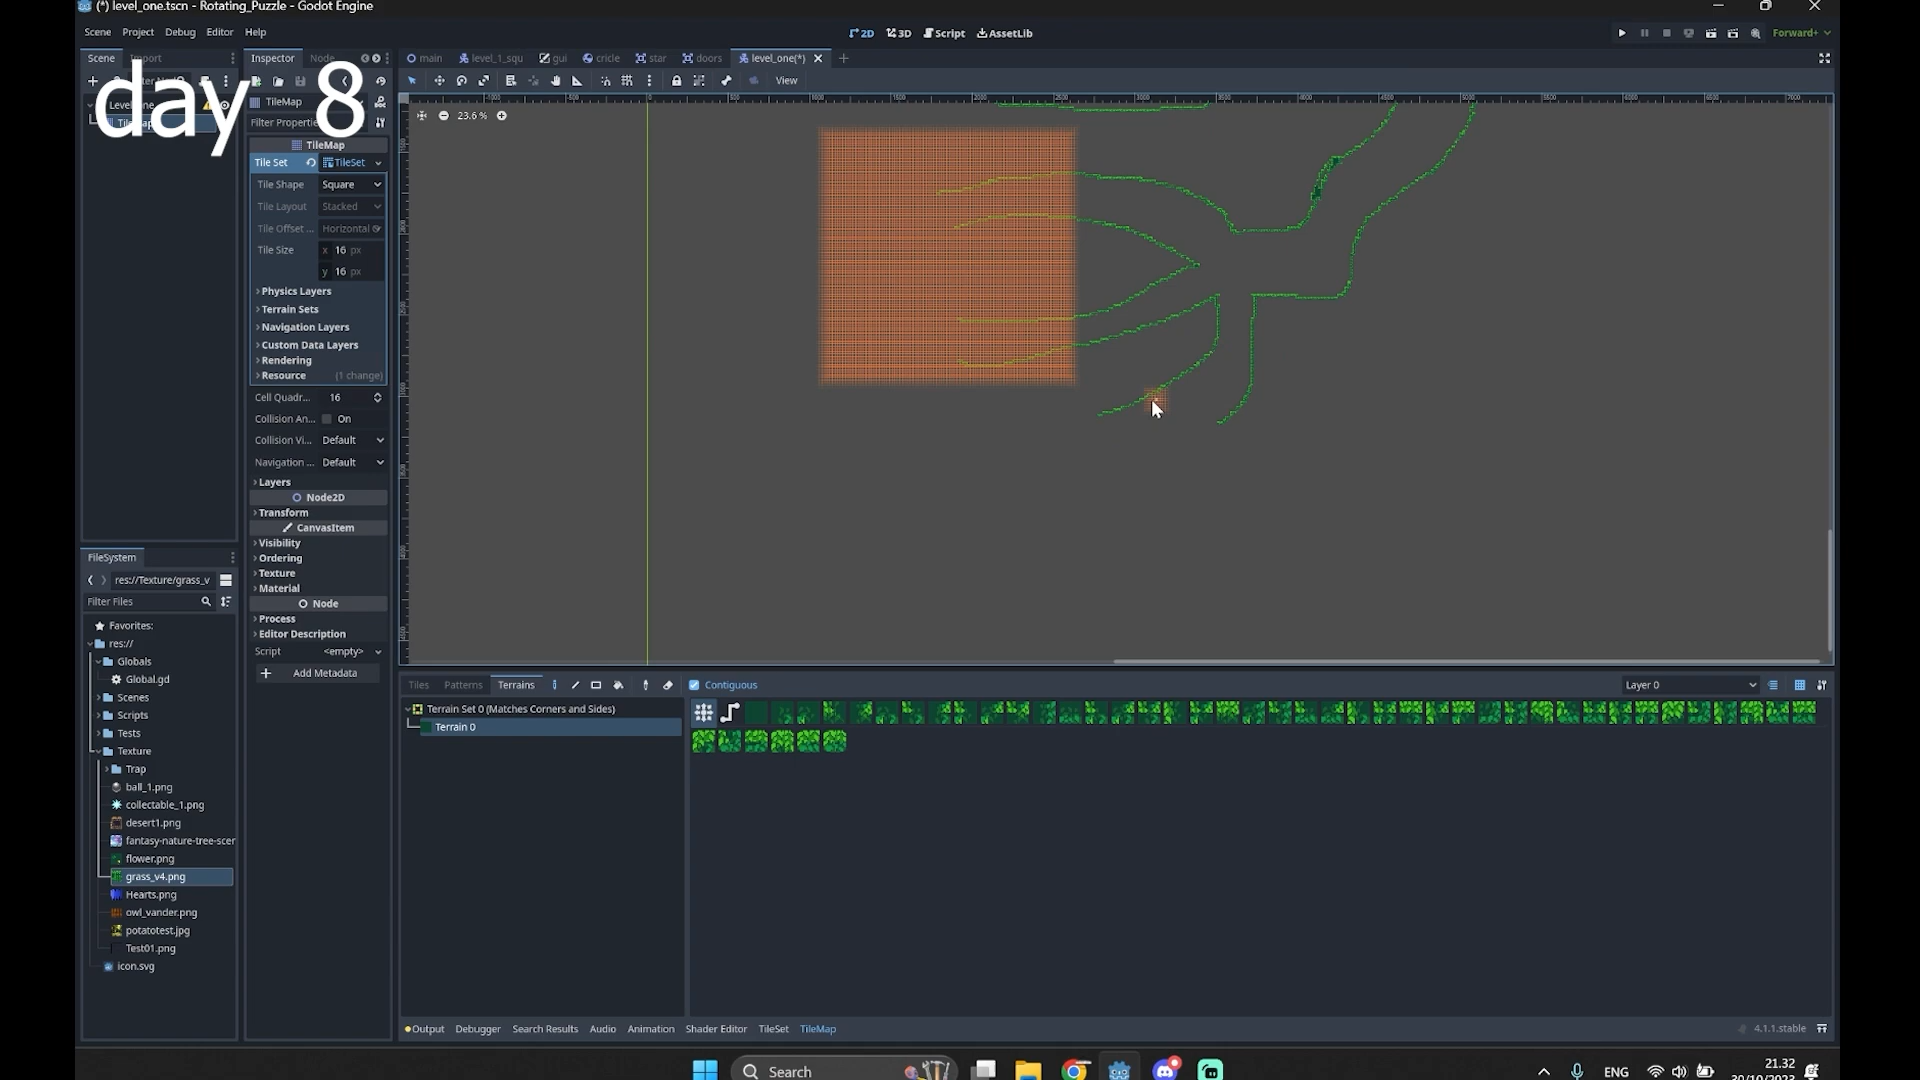 (*) level_one.tscn - Rotating_Puzzle - Godot Engine
Scene Project Debug Editor Help
2D 3D Script AssetLib
Forward+
Scene Import
Inspector Node
main level_1_squ gui cricle star doors level_one(*)
day 8
View
TileMap
Filter Propertie
23.6 %
TileMap
Tile Set TileSet
Tile Shape Square
Tile Layout Stacked
Tile Offset ... Horizontal
Tile Size x 16 px
y 16 px
Physics Layers
Terrain Sets
Navigation Layers
Custom Data Layers
Rendering
Resource (1 change)
Cell Quadr... 16
Collision An... On
Collision Vi... Default
Navigation ... Default
Layers
Node2D
Transform
CanvasItem
Visibility
Ordering
Texture
Material
Node
Process
Editor Description
Script <empty>
Add Metadata
FileSystem
res://Texture/grass_v
Filter Files
Favorites:
res://
Globals
Global.gd
Scenes
Scripts
Tests
Texture
Trap
ball_1.png
collectable_1.png
desert1.png
fantasy-nature-tree-scer
flower.png
grass_v4.png
Hearts.png
owl_vander.png
potatotest.jpg
Test01.png
icon.svg
Tiles Patterns Terrains Contiguous Layer 0
Terrain Set 0 (Matches Corners and Sides)
Terrain 0
Output Debugger Search Results Audio Animation Shader Editor TileSet TileMap
4.1.1.stable
Search
ENG
21.32
30/10/2023